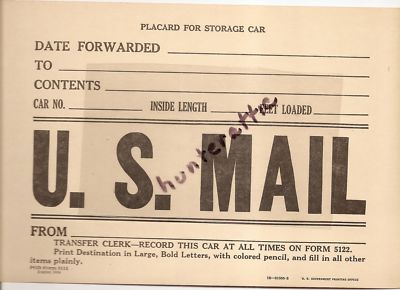 PLACARD FOR STORAGE CAR
DATE FORWARDED
TO
CONTENTS
CAR NO. INSIDE LENGTH FEET LOADED
U. S. MAIL
hunterattic
FROM
TRANSFER CLERK—RECORD THIS CAR AT ALL TIMES ON FORM 5122.
Print Destination in Large, Bold Letters, with colored pencil, and fill in all other
items plainly.
U. S. GOVERNMENT PRINTING OFFICE